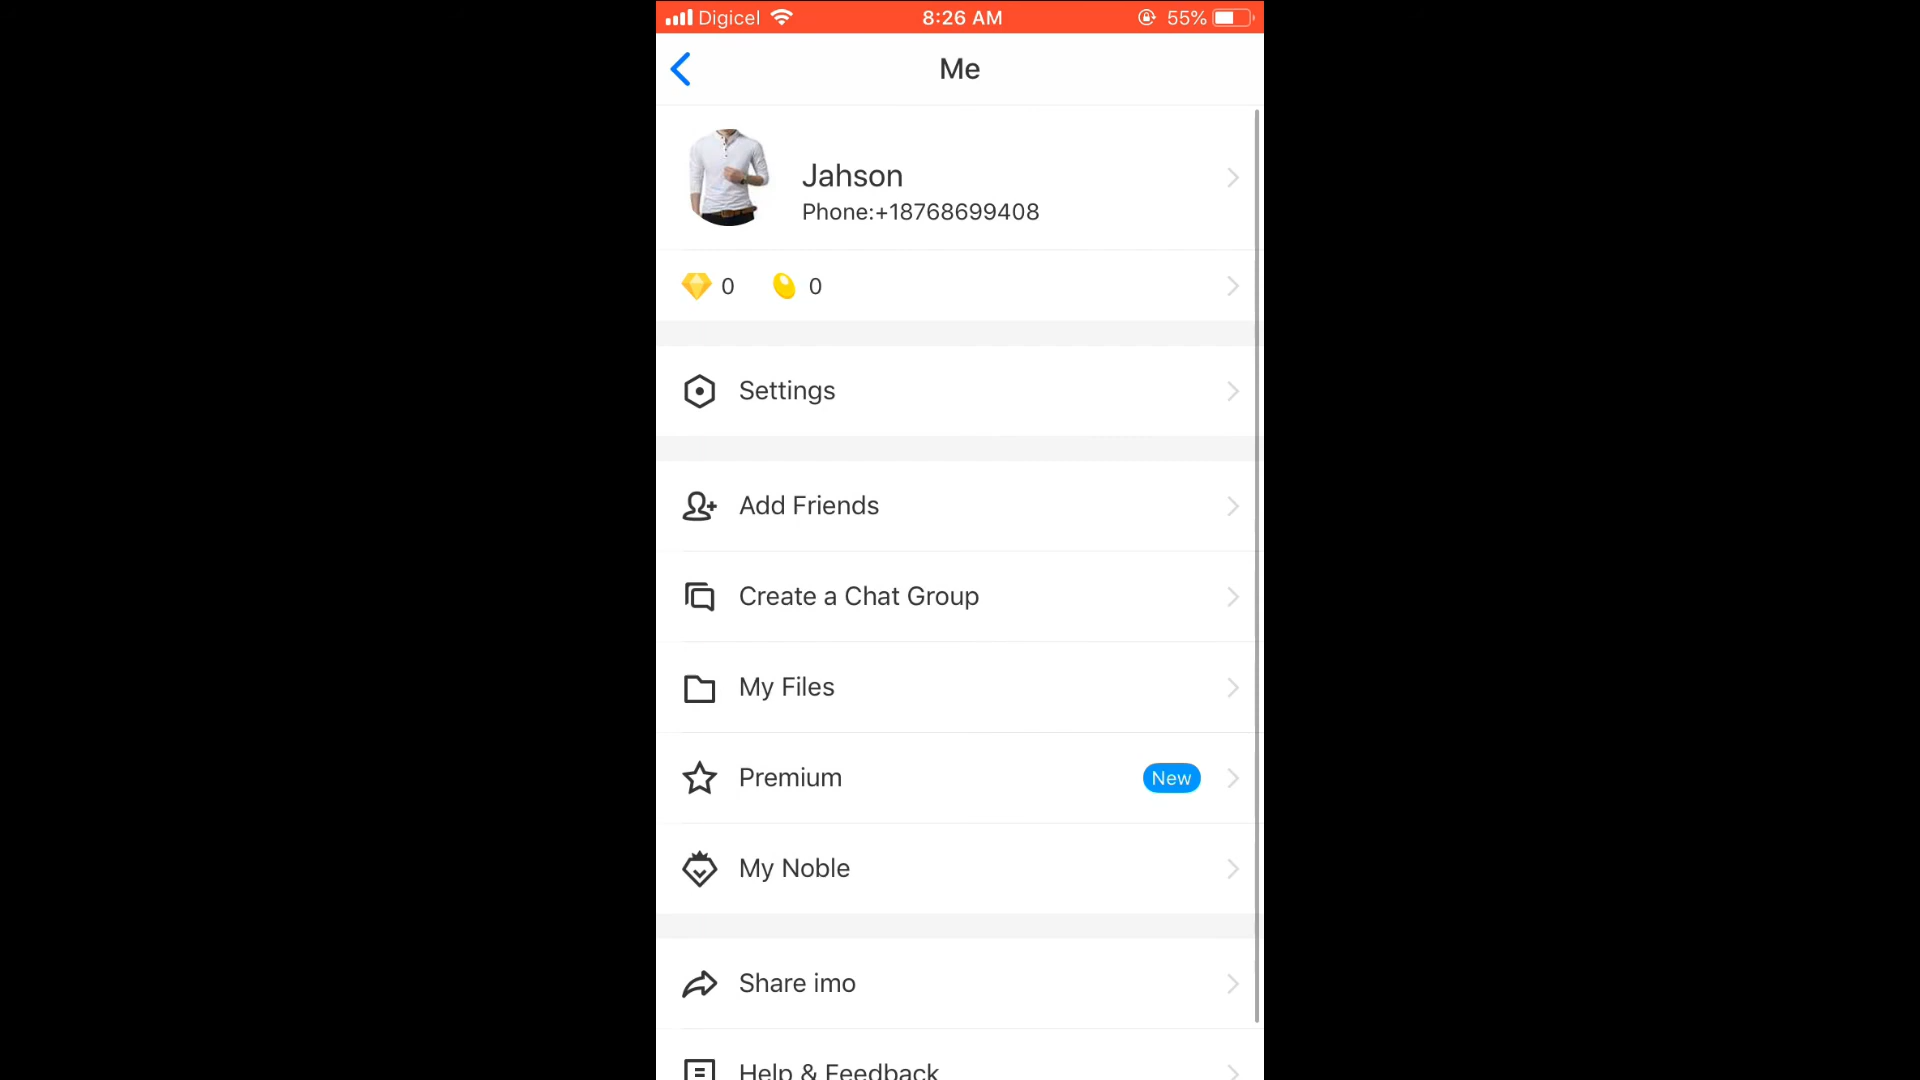 Digicel
8:26 AM
55%
Me
Jahson
Phone:+18768699408
0
0
Settings
Add Friends
Create a Chat Group
My Files
Premium
New
My Noble
Share imo
Help & Feedback